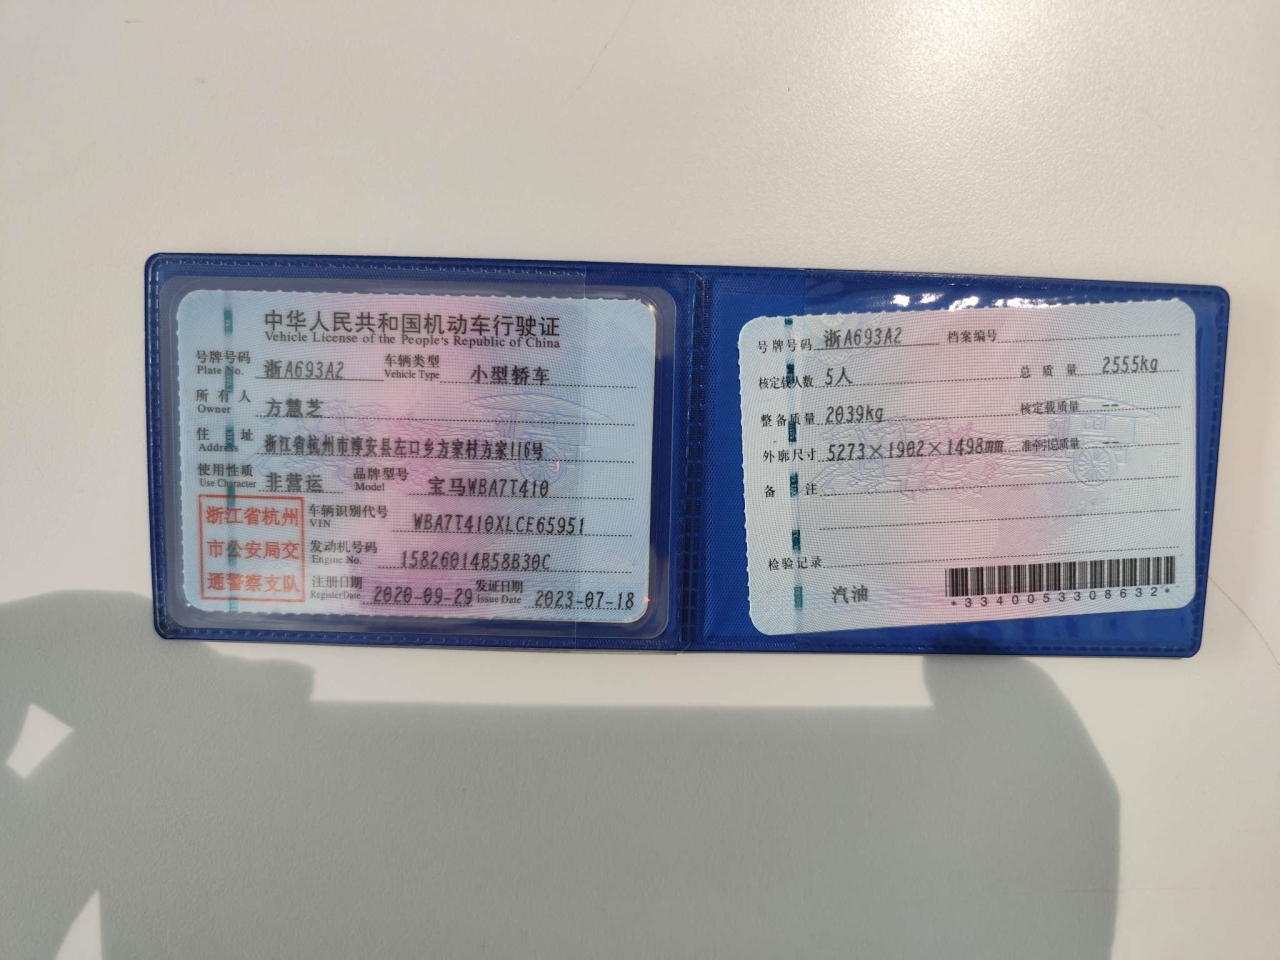 中华人民共和国机动车行驶证
Vehicle License of the People's Republic of China
号牌号码 浙A693A2 车辆类型 小型轿车
Plate No. Vehicle Type
所有人 方慧芝
Owner
住址 浙江省杭州市淳安县左口乡方家村方家116号
Address
使用性质 非营运 品牌型号 宝马WBA7T410
Use Character Model
浙江省杭州
市公安局交
通警察支队
车辆识别代号 WBA7T410XLCE65951
VIN
发动机号码 15826014B58B30C
Engine No.
注册日期 2020-09-29 发证日期 2023-07-18
Register Date Issue Date
号牌号码 浙A693A2 档案编号
核定载人数 5人 总质量 2555kg
整备质量 2039kg 核定载质量 --
外廓尺寸 5273×1902×1498mm 准牵引总质量 --
备注
检验记录
汽油
*3340053308632*